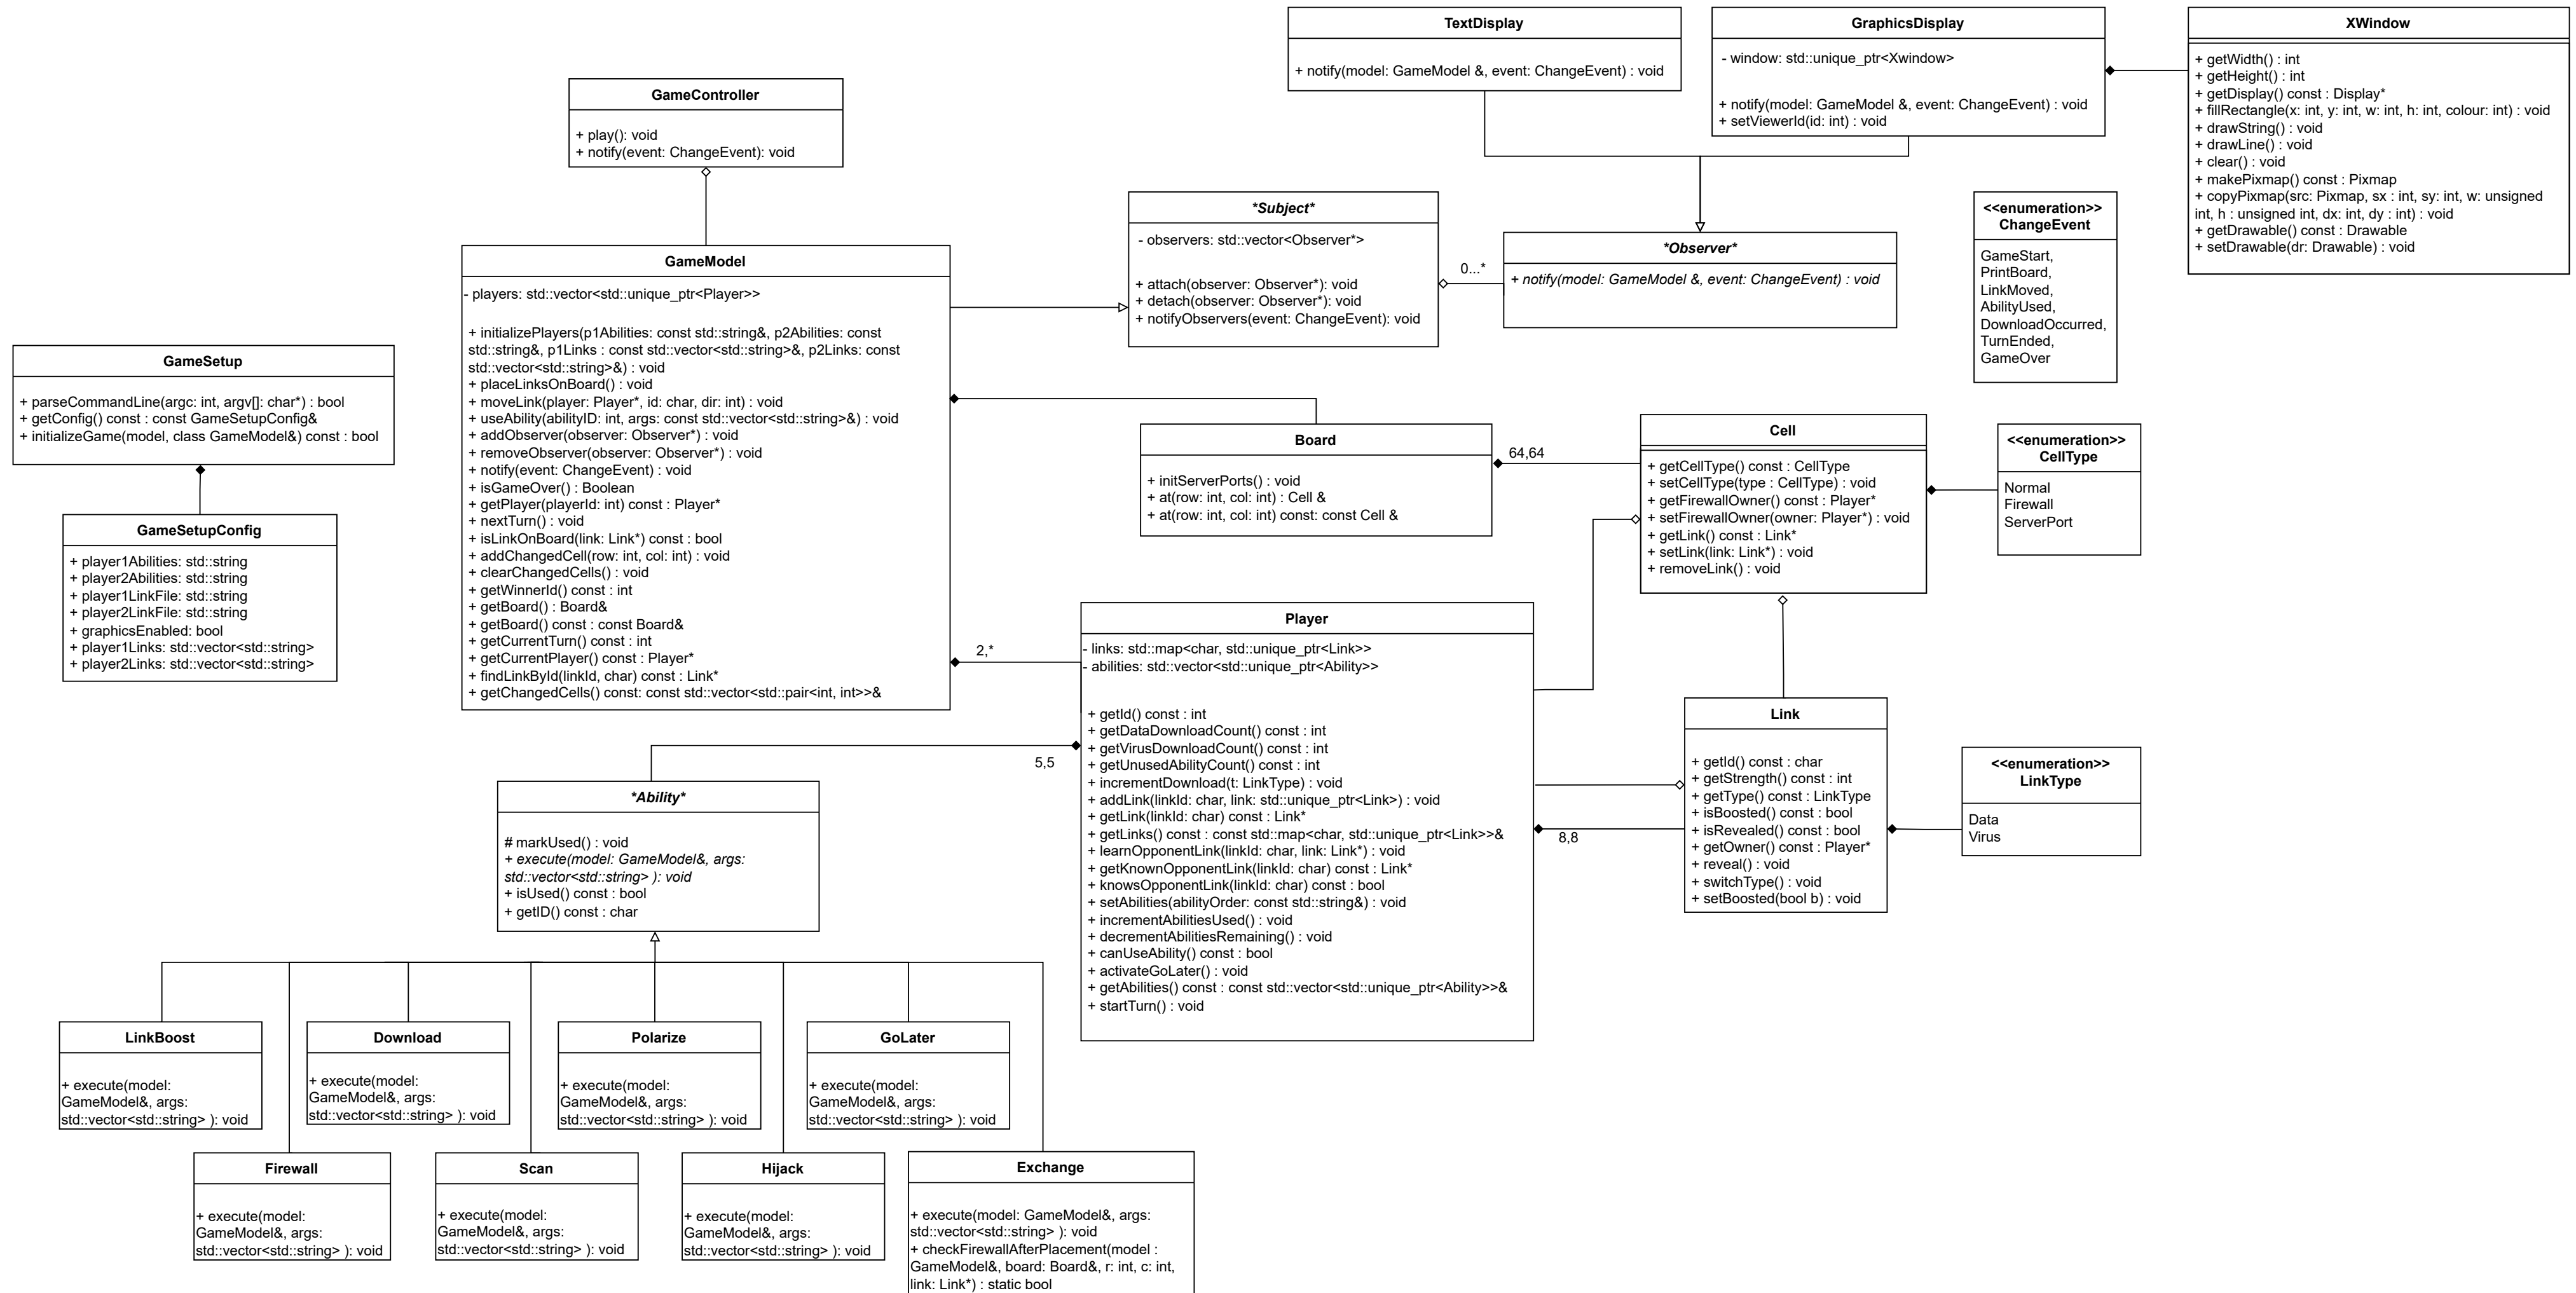 TextDisplay
+ notify(model: GameModel &, event: ChangeEvent) : void
GraphicsDisplay
- window: std::unique_ptr<Xwindow>
+ notify(model: GameModel &, event: ChangeEvent) : void
+ setViewerId(id: int) : void
XWindow
+ getWidth() : int
+ getHeight() : int
+ getDisplay() const : Display*
+ fillRectangle(x: int, y: int, w: int, h: int, colour: int) : void
+ drawString() : void
+ drawLine() : void
+ clear() : void
+ makePixmap() const : Pixmap
+ copyPixmap(src: Pixmap, sx : int, sy: int, w: unsigned
int, h : unsigned int, dx: int, dy : int) : void
+ getDrawable() const : Drawable
+ setDrawable(dr: Drawable) : void
GameController
+ play(): void
+ notify(event: ChangeEvent): void
*Subject*
- observers: std::vector<Observer*>
+ attach(observer: Observer*): void
+ detach(observer: Observer*): void
+ notifyObservers(event: ChangeEvent): void
0...*
*Observer*
+ notify(model: GameModel &, event: ChangeEvent) : void
<<enumeration>>
ChangeEvent
GameStart,
PrintBoard,
LinkMoved,
AbilityUsed,
DownloadOccurred,
TurnEnded,
GameOver
GameModel
- players: std::vector<std::unique_ptr<Player>>
+ initializePlayers(p1Abilities: const std::string&, p2Abilities: const
std::string&, p1Links : const std::vector<std::string>&, p2Links: const
std::vector<std::string>&) : void
+ placeLinksOnBoard() : void
+ moveLink(player: Player*, id: char, dir: int) : void
+ useAbility(abilityID: int, args: const std::vector<std::string>&) : void
+ addObserver(observer: Observer*) : void
+ removeObserver(observer: Observer*) : void
+ notify(event: ChangeEvent) : void
+ isGameOver() : Boolean
+ getPlayer(playerId: int) const : Player*
+ nextTurn() : void
+ isLinkOnBoard(link: Link*) const : bool
+ addChangedCell(row: int, col: int) : void
+ clearChangedCells() : void
+ getWinnerId() const : int
+ getBoard() : Board&
+ getBoard() const : const Board&
+ getCurrentTurn() const : int
+ getCurrentPlayer() const : Player*
+ findLinkById(linkId, char) const : Link*
+ getChangedCells() const: const std::vector<std::pair<int, int>>&
GameSetup
+ parseCommandLine(argc: int, argv[]: char*) : bool
+ getConfig() const : const GameSetupConfig&
+ initializeGame(model, class GameModel&) const : bool
GameSetupConfig
+ player1Abilities: std::string
+ player2Abilities: std::string
+ player1LinkFile: std::string
+ player2LinkFile: std::string
+ graphicsEnabled: bool
+ player1Links: std::vector<std::string>
+ player2Links: std::vector<std::string>
Board
+ initServerPorts() : void
+ at(row: int, col: int) : Cell &
+ at(row: int, col: int) const: const Cell &
64,64
Cell
+ getCellType() const : CellType
+ setCellType(type : CellType) : void
+ getFirewallOwner() const : Player*
+ setFirewallOwner(owner: Player*) : void
+ getLink() const : Link*
+ setLink(link: Link*) : void
+ removeLink() : void
<<enumeration>>
CellType
Normal
Firewall
ServerPort
2,*
Player
- links: std::map<char, std::unique_ptr<Link>>
- abilities: std::vector<std::unique_ptr<Ability>>
+ getId() const : int
+ getDataDownloadCount() const : int
+ getVirusDownloadCount() const : int
+ getUnusedAbilityCount() const : int
+ incrementDownload(t: LinkType) : void
+ addLink(linkId: char, link: std::unique_ptr<Link>) : void
+ getLink(linkId: char) const : Link*
+ getLinks() const : const std::map<char, std::unique_ptr<Link>>&
+ learnOpponentLink(linkId: char, link: Link*) : void
+ getKnownOpponentLink(linkId: char) const : Link*
+ knowsOpponentLink(linkId: char) const : bool
+ setAbilities(abilityOrder: const std::string&) : void
+ incrementAbilitiesUsed() : void
+ decrementAbilitiesRemaining() : void
+ canUseAbility() const : bool
+ activateGoLater() : void
+ getAbilities() const : const std::vector<std::unique_ptr<Ability>>&
+ startTurn() : void
5,5
8,8
Link
+ getId() const : char
+ getStrength() const : int
+ getType() const : LinkType
+ isBoosted() const : bool
+ isRevealed() const : bool
+ getOwner() const : Player*
+ reveal() : void
+ switchType() : void
+ setBoosted(bool b) : void
<<enumeration>>
LinkType
Data
Virus
*Ability*
# markUsed() : void
+ execute(model: GameModel&, args:
std::vector<std::string> ): void
+ isUsed() const : bool
+ getID() const : char
LinkBoost
+ execute(model:
GameModel&, args:
std::vector<std::string> ): void
Download
+ execute(model:
GameModel&, args:
std::vector<std::string> ): void
Polarize
+ execute(model:
GameModel&, args:
std::vector<std::string> ): void
GoLater
+ execute(model:
GameModel&, args:
std::vector<std::string> ): void
Firewall
+ execute(model:
GameModel&, args:
std::vector<std::string> ): void
Scan
+ execute(model:
GameModel&, args:
std::vector<std::string> ): void
Hijack
+ execute(model:
GameModel&, args:
std::vector<std::string> ): void
Exchange
+ execute(model: GameModel&, args:
std::vector<std::string> ): void
+ checkFirewallAfterPlacement(model :
GameModel&, board: Board&, r: int, c: int,
link: Link*) : static bool